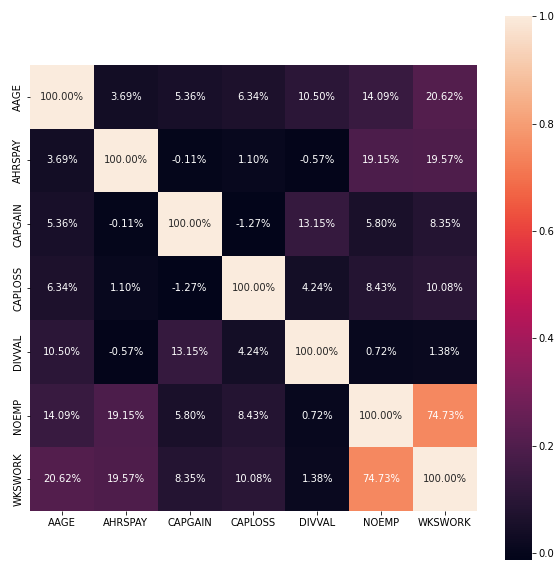 AAGE 100.00% 3.69% 5.36% 6.34% 10.50% 14.09% 20.62%
AHRSPAY 3.69% 100.00% -0.11% 1.10% -0.57% 19.15% 19.57%
CAPGAIN 5.36% -0.11% 100.00% -1.27% 13.15% 5.80% 8.35%
CAPLOSS 6.34% 1.10% -1.27% 100.00% 4.24% 8.43% 10.08%
DIVVAL 10.50% -0.57% 13.15% 4.24% 100.00% 0.72% 1.38%
NOEMP 14.09% 19.15% 5.80% 8.43% 0.72% 100.00% 74.73%
WKSWORK 20.62% 19.57% 8.35% 10.08% 1.38% 74.73% 100.00%
AAGE AHRSPAY CAPGAIN CAPLOSS DIVVAL NOEMP WKSWORK
1.0
0.8
0.6
0.4
0.2
0.0